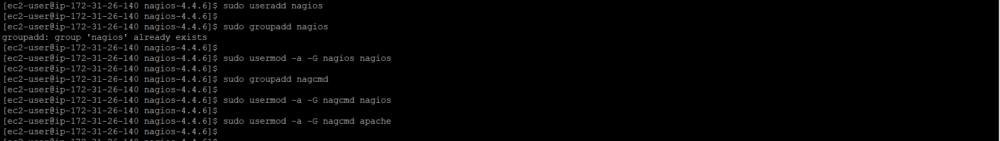 [ec2-user@ip-172-31-26-140 nagios-4.4.6]$ sudo useradd nagios
[ec2-user@ip-172-31-26-140 nagios-4.4.6]$
[ec2-user@ip-172-31-26-140 nagios-4.4.6]$ sudo groupadd nagios
groupadd: group 'nagios' already exists
[ec2-user@ip-172-31-26-140 nagios-4.4.6]$
[ec2-user@ip-172-31-26-140 nagios-4.4.6]$ sudo usermod -a -G nagios nagios
[ec2-user@ip-172-31-26-140 nagios-4.4.6]$
[ec2-user@ip-172-31-26-140 nagios-4.4.6]$ sudo groupadd nagcmd
[ec2-user@ip-172-31-26-140 nagios-4.4.6]$
[ec2-user@ip-172-31-26-140 nagios-4.4.6]$ sudo usermod -a -G nagcmd nagios
[ec2-user@ip-172-31-26-140 nagios-4.4.6]$
[ec2-user@ip-172-31-26-140 nagios-4.4.6]$ sudo usermod -a -G nagcmd apache
[ec2-user@ip-172-31-26-140 nagios-4.4.6]$